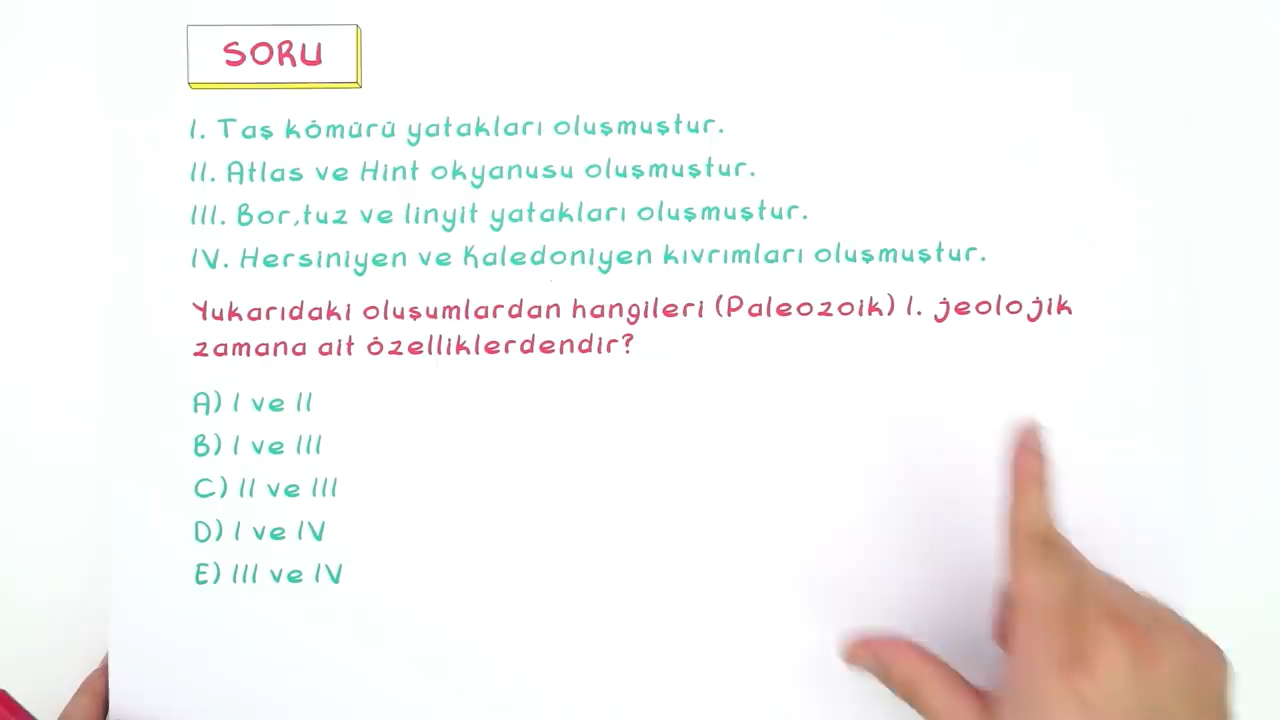 SORU
I. Taş kömürü yatakları oluşmuştur.
II. Atlas ve Hint okyanusu oluşmuştur.
III. Bor,tuz ve linyit yatakları oluşmuştur.
IV. Hersiniyen ve Kaledoniyen kıvrımları oluşmuştur.
Yukarıdaki oluşumlardan hangileri (Paleozoik) I. jeolojik
zamana ait özelliklerdendir?
A) I ve II
B) I ve III
C) II ve III
D) I ve IV
E) III ve IV